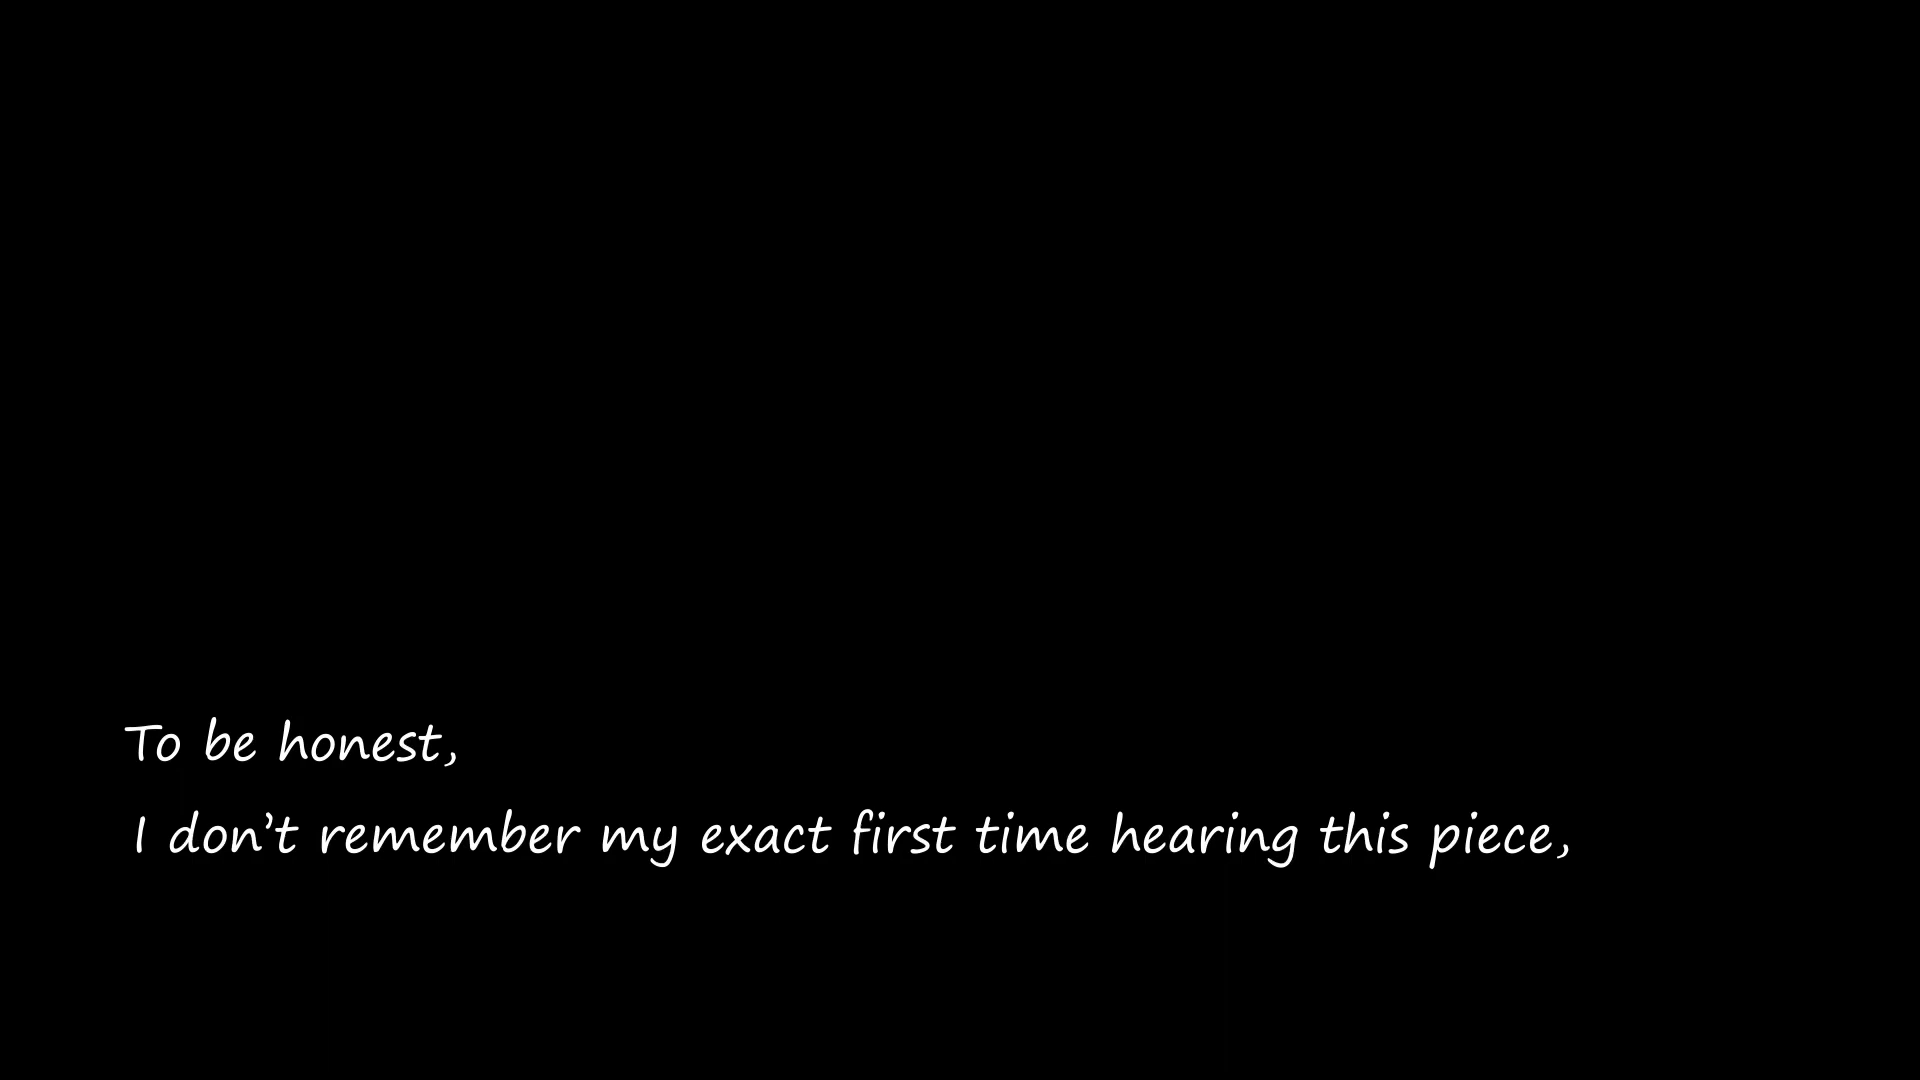 To be honest,
I don’t remember my exact first time hearing this piece,